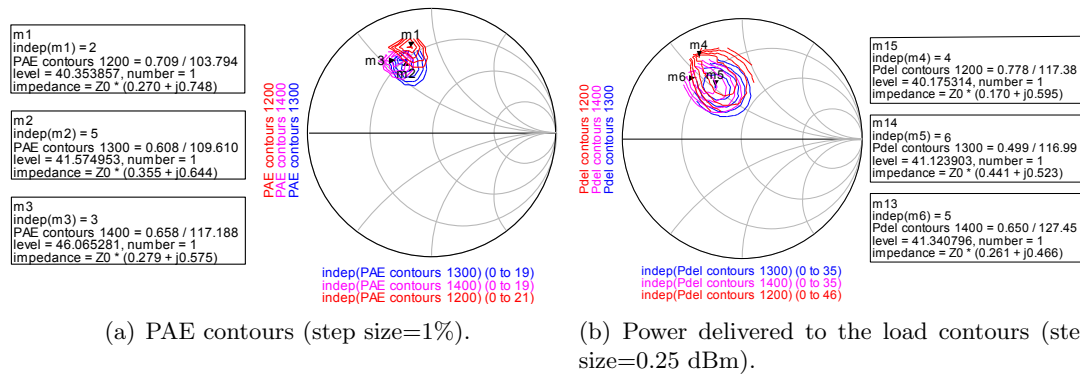 m1
indep(m1) = 2
PAE contours 1200 = 0.709 / 103.794
level = 40.353857, number = 1
impedance = Z0 * (0.270 + j0.748)
m2
indep(m2) = 5
PAE contours 1300 = 0.608 / 109.610
level = 41.574953, number = 1
impedance = Z0 * (0.355 + j0.644)
m3
indep(m3) = 3
PAE contours 1400 = 0.658 / 117.188
level = 46.065281, number = 1
impedance = Z0 * (0.279 + j0.575)
PAE contours 1200
PAE contours 1400
PAE contours 1300
m1
m3
m2
indep(PAE contours 1300) (0 to 19)
indep(PAE contours 1400) (0 to 19)
indep(PAE contours 1200) (0 to 21)
(a) PAE contours (step size=1%).
Pdel contours 1200
Pdel contours 1400
Pdel contours 1300
m4
m6
m5
indep(Pdel contours 1300) (0 to 35)
indep(Pdel contours 1400) (0 to 35)
indep(Pdel contours 1200) (0 to 46)
m15
indep(m4) = 4
Pdel contours 1200 = 0.778 / 117.38
level = 40.175314, number = 1
impedance = Z0 * (0.170 + j0.595)
m14
indep(m5) = 6
Pdel contours 1300 = 0.499 / 116.99
level = 41.123903, number = 1
impedance = Z0 * (0.441 + j0.523)
m13
indep(m6) = 5
Pdel contours 1400 = 0.650 / 127.45
level = 41.340796, number = 1
impedance = Z0 * (0.261 + j0.466)
(b) Power delivered to the load contours (ste
size=0.25 dBm).